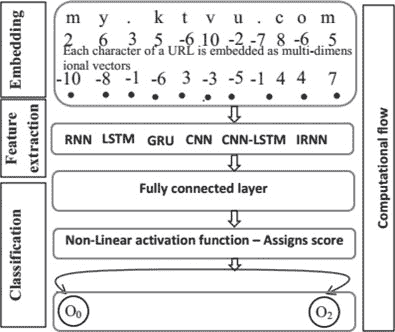 Embedding
m y . k t v u . c o m
2 6 3 5 -6 10 -2 -7 8 -6 5
Each character of a URL is embedded as multi-dimens
ional vectors
-10 -8 -1 -6 3 -3 -5 -1 4 4 7
Feature
extraction
RNN LSTM GRU CNN CNN-LSTM IRNN
Classification
Fully connected layer
Non-Linear activation function – Assigns score
O0 O2
Computational flow